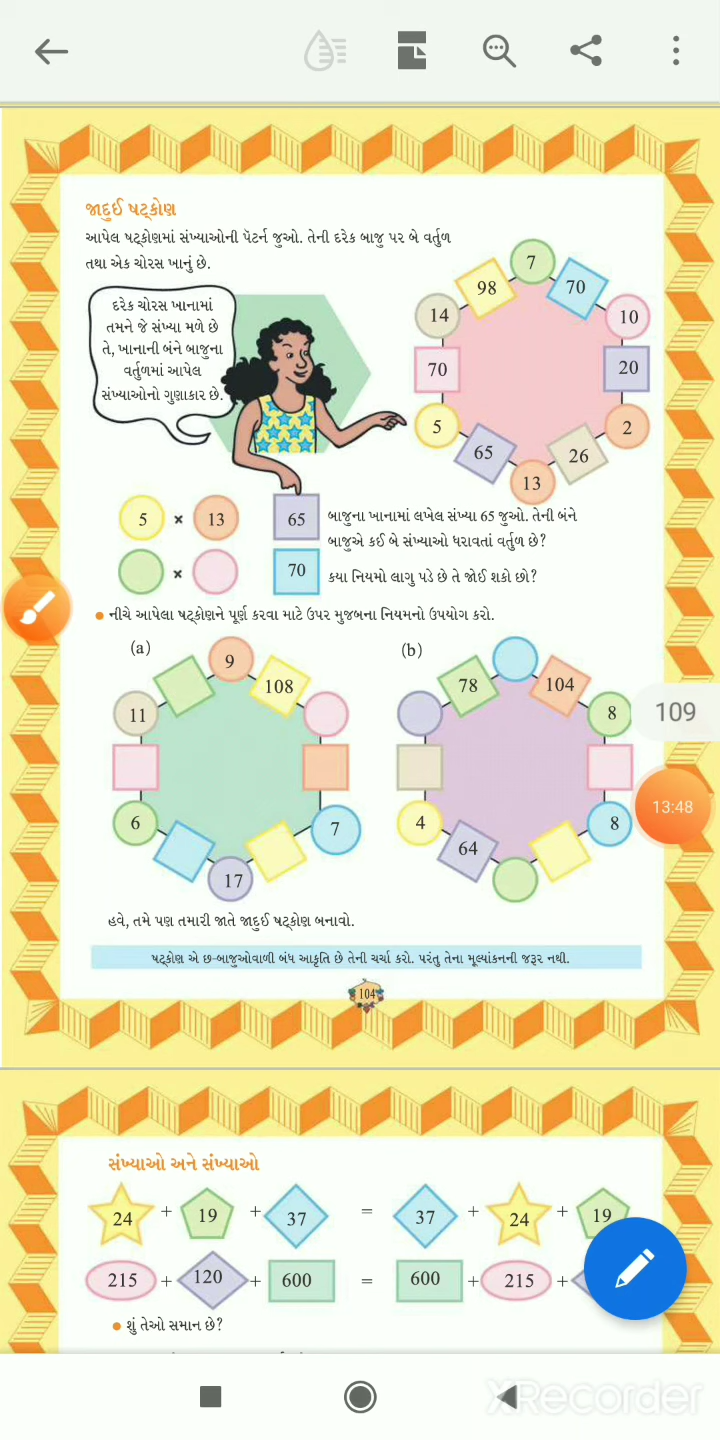 જાદુઈ ષટ્કોણ
આપેલ ષટ્કોણમાં સંખ્યાઓની પૅટર્ન જુઓ. તેની દરેક બાજુ પર બે વર્તુળ
તથા એક ચોરસ ખાનું છે.
દરેક ચોરસ ખાનામાં
તમને જે સંખ્યા મળે છે
તે, ખાનાની બંને બાજુના
વર્તુળમાં આપેલ
સંખ્યાઓનો ગુણાકાર છે.
7
98
70
14
10
70
20
5
2
65
26
13
5 × 13
65
બાજુના ખાનામાં લખેલ સંખ્યા 65 જુઓ. તેની બંને
બાજુએ કઈ બે સંખ્યાઓ ધરાવતાં વર્તુળ છે?
×
70
કયા નિયમો લાગુ પડે છે તે જોઈ શકો છો?
● નીચે આપેલા ષટ્કોણને પૂર્ણ કરવા માટે ઉપર મુજબના નિયમનો ઉપયોગ કરો.
(a)
9
108
11
6
7
17
(b)
78
104
8
4
8
64
109
13:48
હવે, તમે પણ તમારી જાતે જાદુઈ ષટ્કોણ બનાવો.
ષટ્કોણ એ છ-બાજુઓવાળી બંધ આકૃતિ છે તેની ચર્ચા કરો. પરંતુ તેના મૂલ્યાંકનની જરૂર નથી.
104
સંખ્યાઓ અને સંખ્યાઓ
24 + 19 + 37 = 37 + 24 + 19
215 + 120 + 600 = 600 + 215 +
● શું તેઓ સમાન છે?
XRecorder